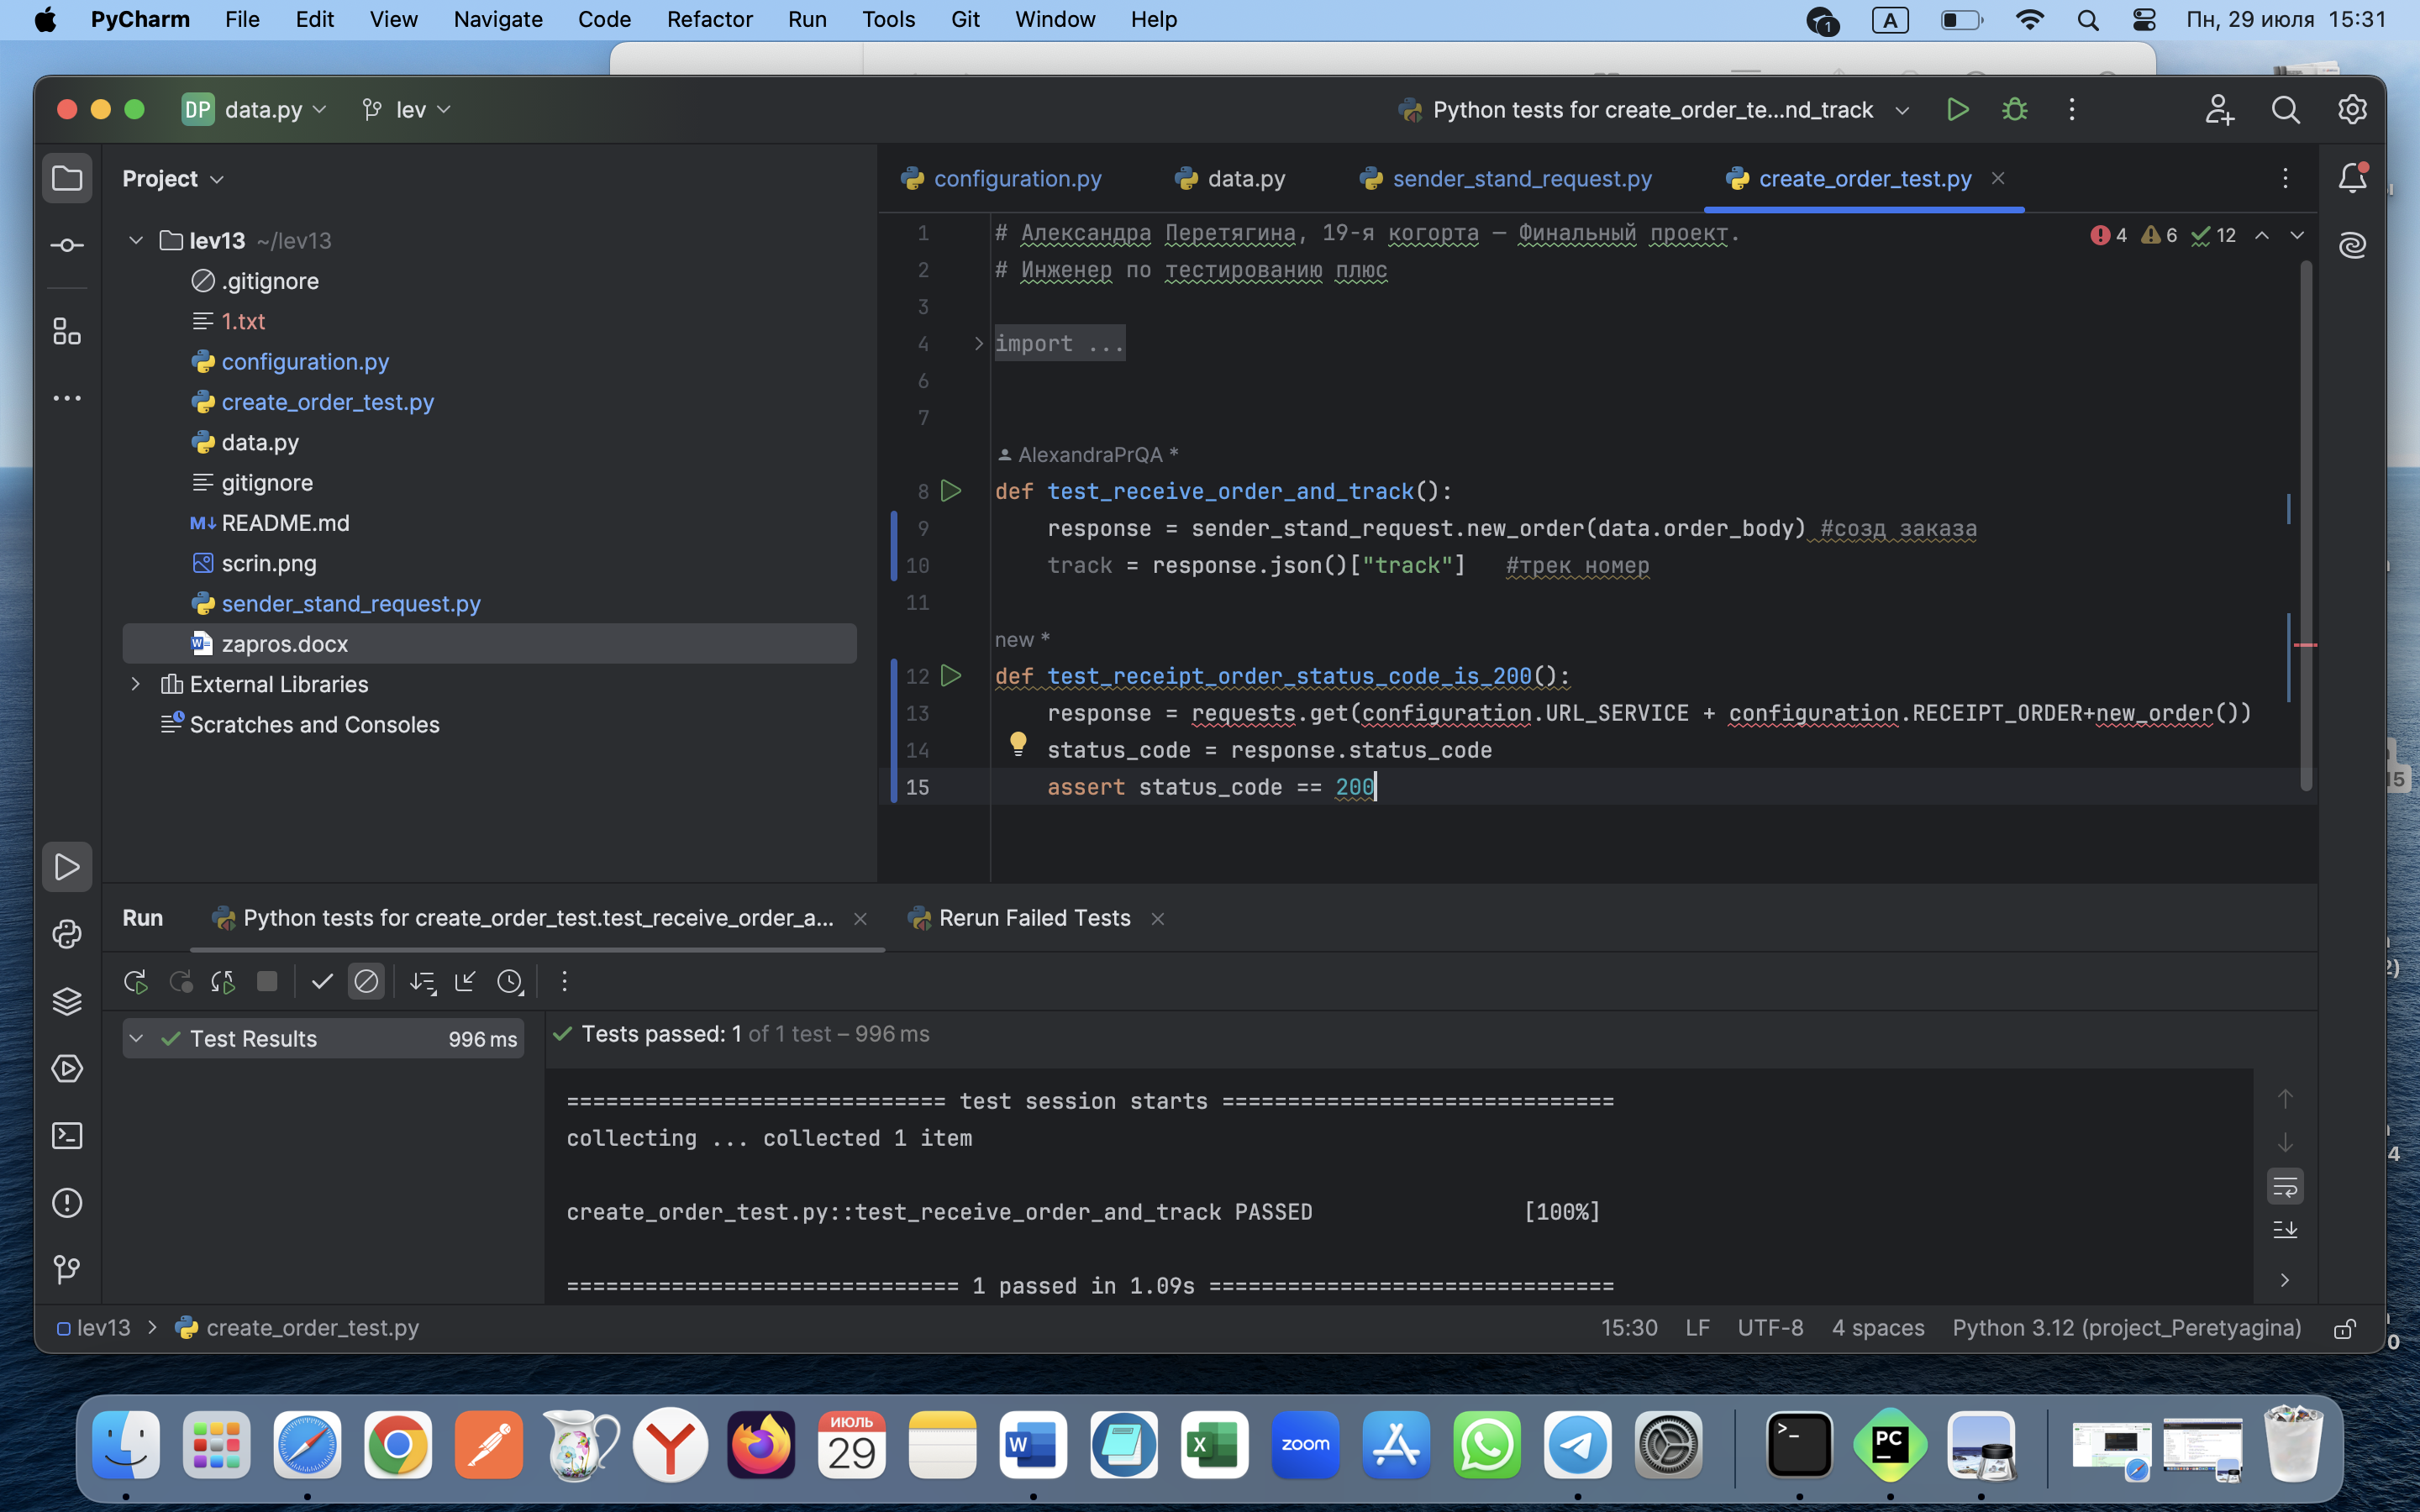 PyCharm File Edit View Navigate Code Refactor Run Tools Git Window Help
1 A Пн, 29 июля 15:31
DP data.py lev
Python tests for create_order_te...nd_track
Project
lev13 ~/lev13
.gitignore
1.txt
configuration.py
create_order_test.py
data.py
gitignore
M↓ README.md
scrin.png
sender_stand_request.py
zapros.docx
External Libraries
Scratches and Consoles
configuration.py data.py sender_stand_request.py create_order_test.py
4 6 12
1 # Александра Перетягина, 19-я когорта — Финальный проект.
2 # Инженер по тестированию плюс
3
4 import ...
6
7
AlexandraPrQA *
8 def test_receive_order_and_track():
9 response = sender_stand_request.new_order(data.order_body) #созд заказа
10 track = response.json()["track"] #трек номер
11
new *
12 def test_receipt_order_status_code_is_200():
13 response = requests.get(configuration.URL_SERVICE + configuration.RECEIPT_ORDER+new_order())
14 status_code = response.status_code
15 assert status_code == 200
Run Python tests for create_order_test.test_receive_order_a... Rerun Failed Tests
Test Results 996 ms
Tests passed: 1 of 1 test – 996 ms
============================= test session starts ==============================
collecting ... collected 1 item
create_order_test.py::test_receive_order_and_track PASSED [100%]
============================== 1 passed in 1.09s ===============================
lev13 > create_order_test.py
15:30 LF UTF-8 4 spaces Python 3.12 (project_Peretyagina)
ИЮЛЬ
29
W
X
zoom
>_
PC